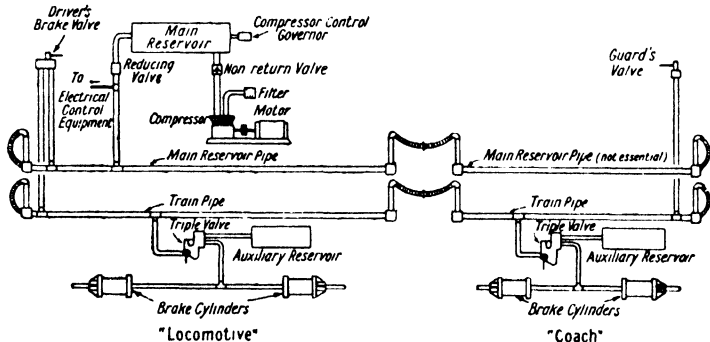 Driver's
Brake Valve
Main
Reservoir
Compressor Control
Governor
Reducing
Valve
Non return Valve
To
Electrical
Control
Equipment
Filter
Compressor
Motor
Guard's
Valve
Main Reservoir Pipe
Main Reservoir Pipe (not essential)
Train Pipe
Triple Valve
Auxiliary Reservoir
Brake Cylinders
"Locomotive"
Train Pipe
Triple Valve
Auxiliary Reservoir
Brake Cylinders
"Coach"